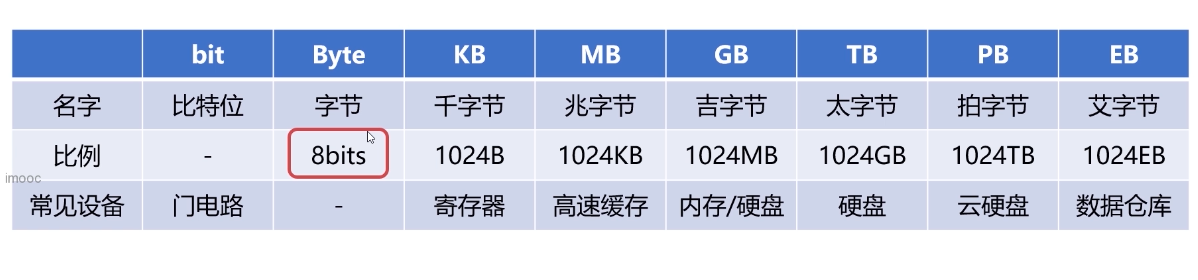 bit Byte KB MB GB TB PB EB
名字 比特位 字节 千字节 兆字节 吉字节 太字节 拍字节 艾字节
比例 - 8bits 1024B 1024KB 1024MB 1024GB 1024TB 1024EB
imooc
常见设备 门电路 - 寄存器 高速缓存 内存/硬盘 硬盘 云硬盘 数据仓库